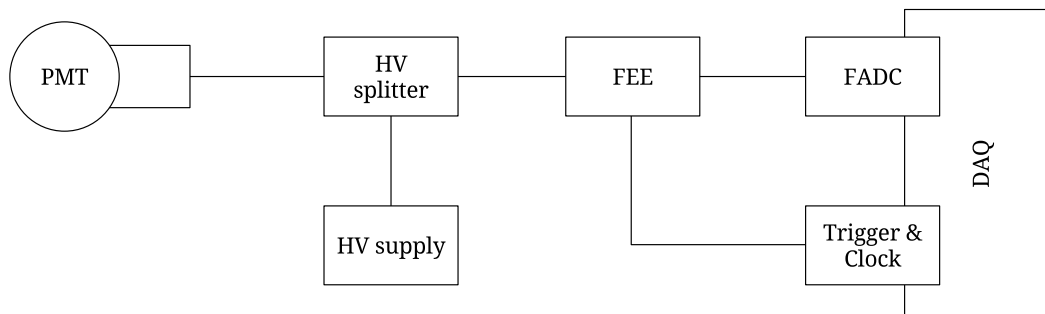 PMT
HV
splitter
FEE
FADC
DAQ
HV supply
Trigger &
Clock